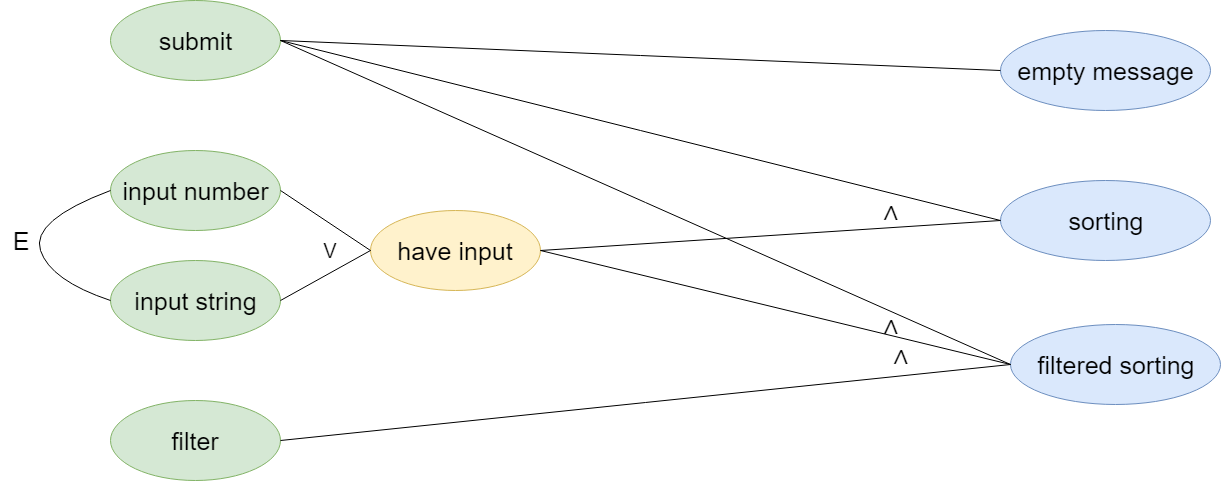 submit
empty message
input number
sorting
Λ
E
V
have input
input string
Λ
Λ
filtered sorting
filter